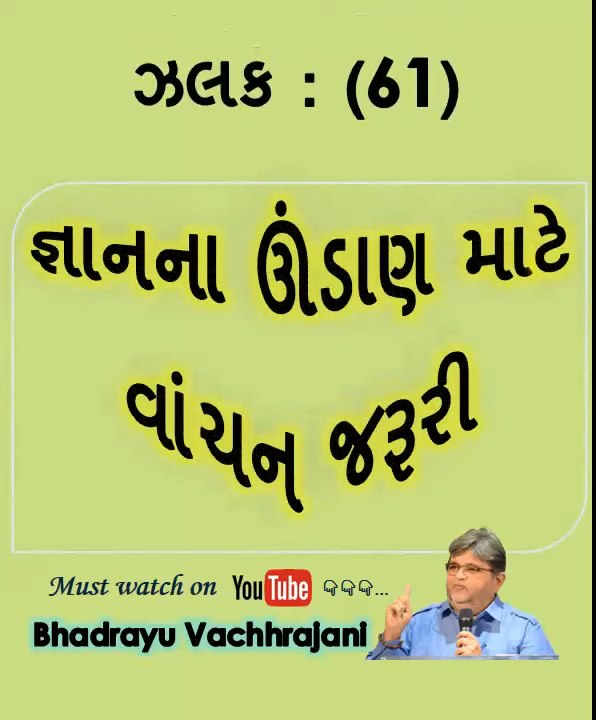 ઝલક : (61)
જ્ઞાનના ઊંડાણ માટે
વાંચન જરૂરી
Must watch on YouTube 👇👇👇...
Bhadrayu Vachhrajani